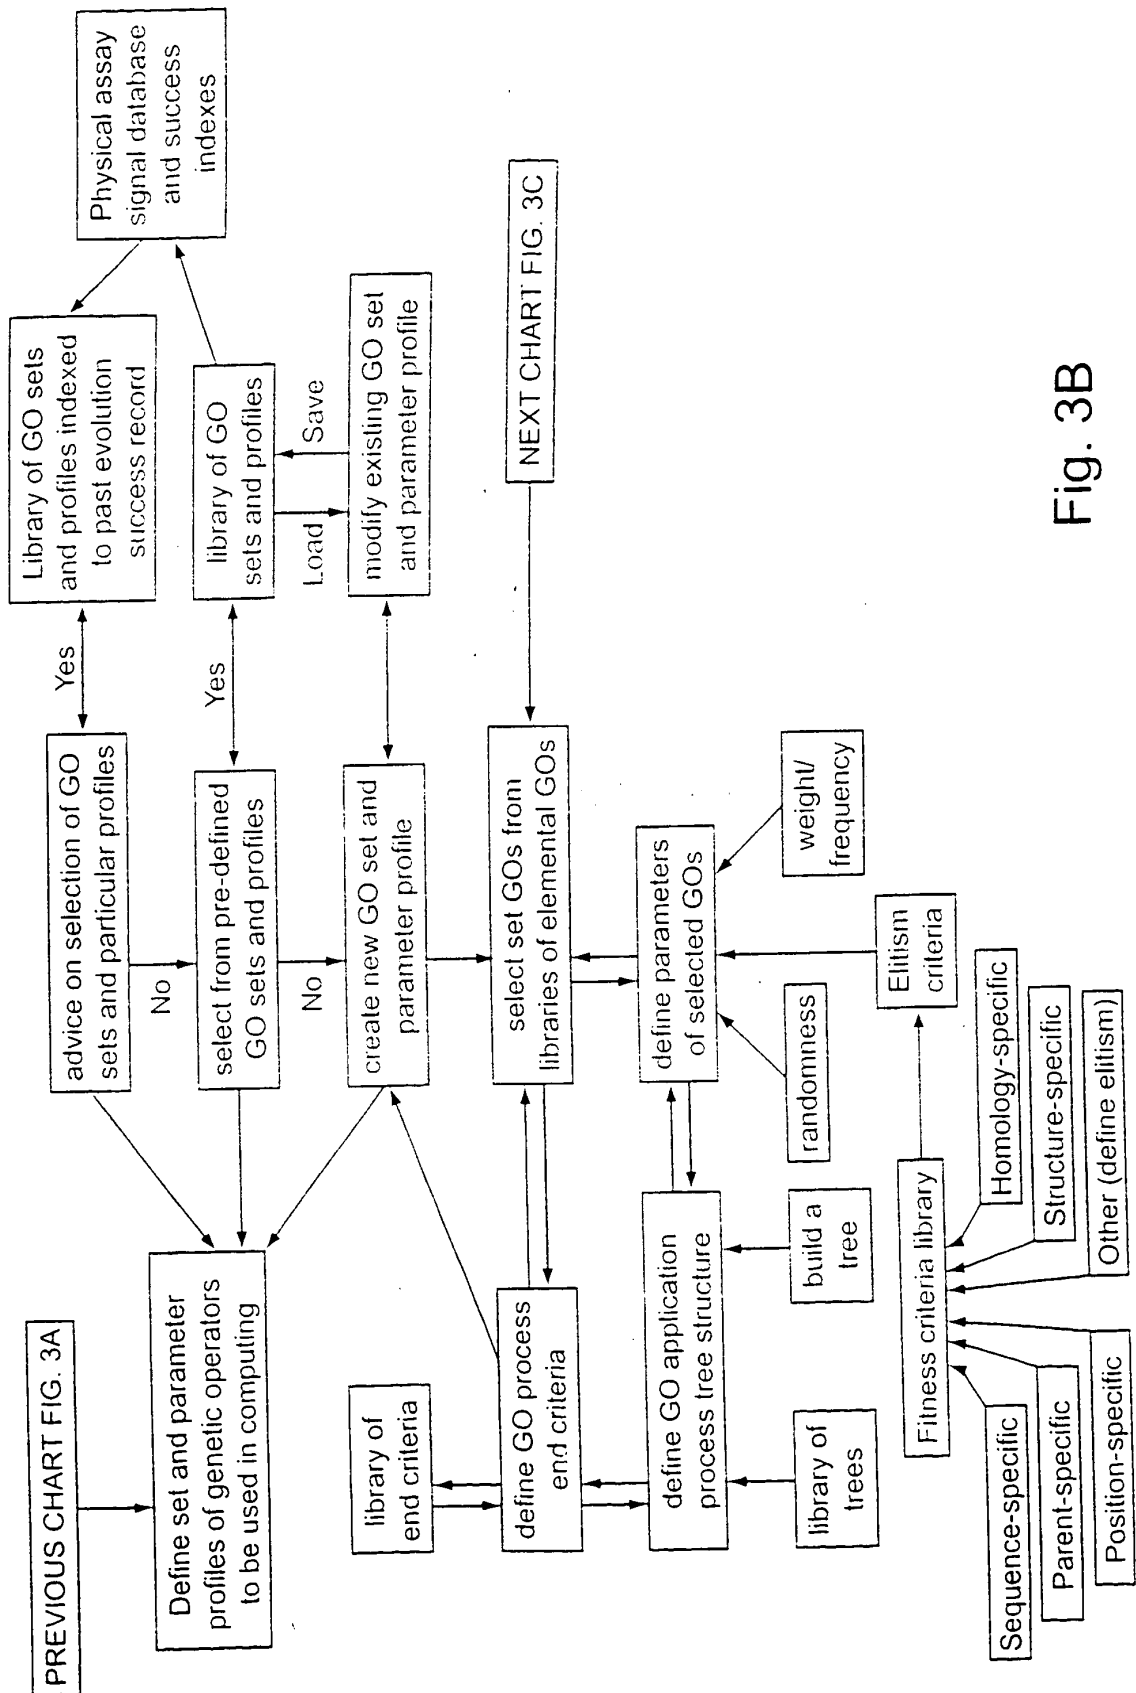 PREVIOUS CHART FIG. 3A
Define set and parameter
profiles of genetic operators
to be used in computing
advice on selection of GO
sets and particular profiles
Yes
Library of GO sets
and profiles indexed
to past evolution
success record
Physical assay
signal database
and success
indexes
No
select from pre-defined
GO sets and profiles
Yes
library of GO
sets and profiles
No
Load
Save
create new GO set and
parameter profile
modify existing GO set
and parameter profile
library of
end criteria
define GO process
end criteria
select set GOs from
libraries of elemental GOs
NEXT CHART FIG. 3C
define GO application
process tree structure
define parameters
of selected GOs
library of
trees
build a
tree
randomness
weight/
frequency
Elitism
criteria
Fitness criteria library
Sequence-specific
Parent-specific
Position-specific
Homology-specific
Structure-specific
Other (define elitism)
Fig. 3B